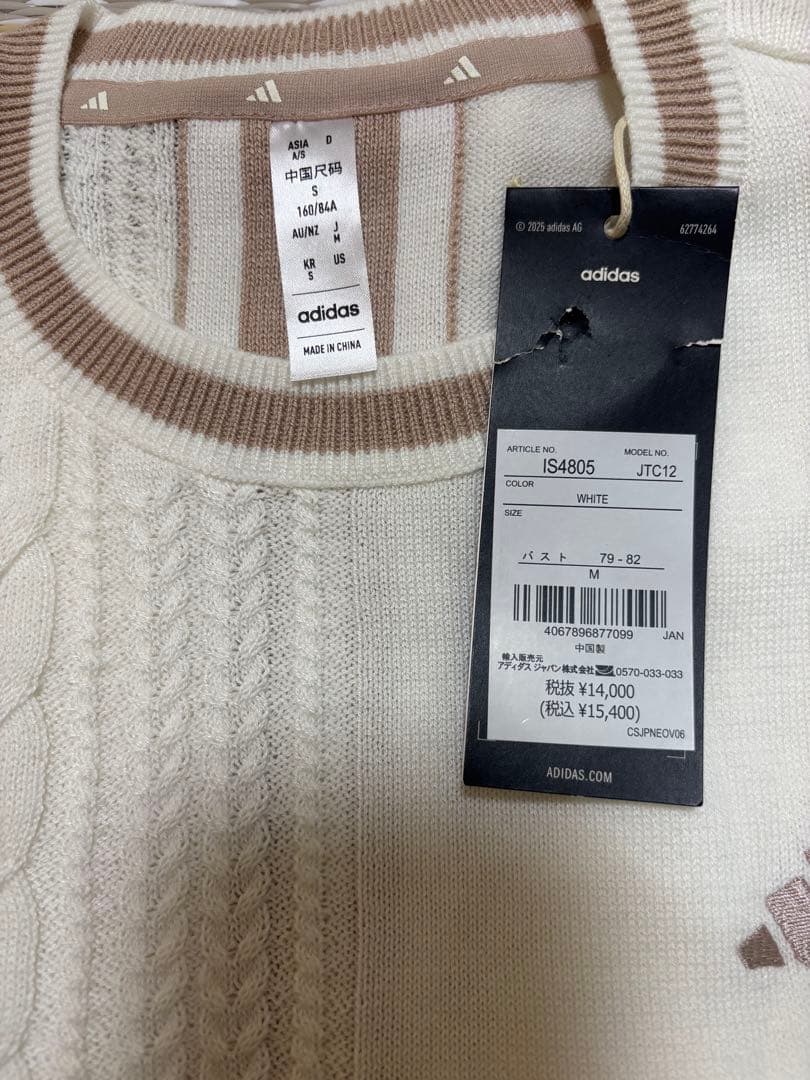 ASIA D
A/S
中国尺码
S
160/84A
AU/NZ J
M
KR US
S
adidas
MADE IN CHINA
© 2025 adidas AG 62774264
adidas
ARTICLE NO. MODEL NO.
IS4805 JTC12
COLOR
WHITE
SIZE
バスト 79 - 82
M
4067896877099 JAN
中国製
輸入販売元
アディダス ジャパン株式会社 0570-033-033
税抜 ¥14,000
(税込 ¥15,400)
CSJPNEOV06
ADIDAS.COM